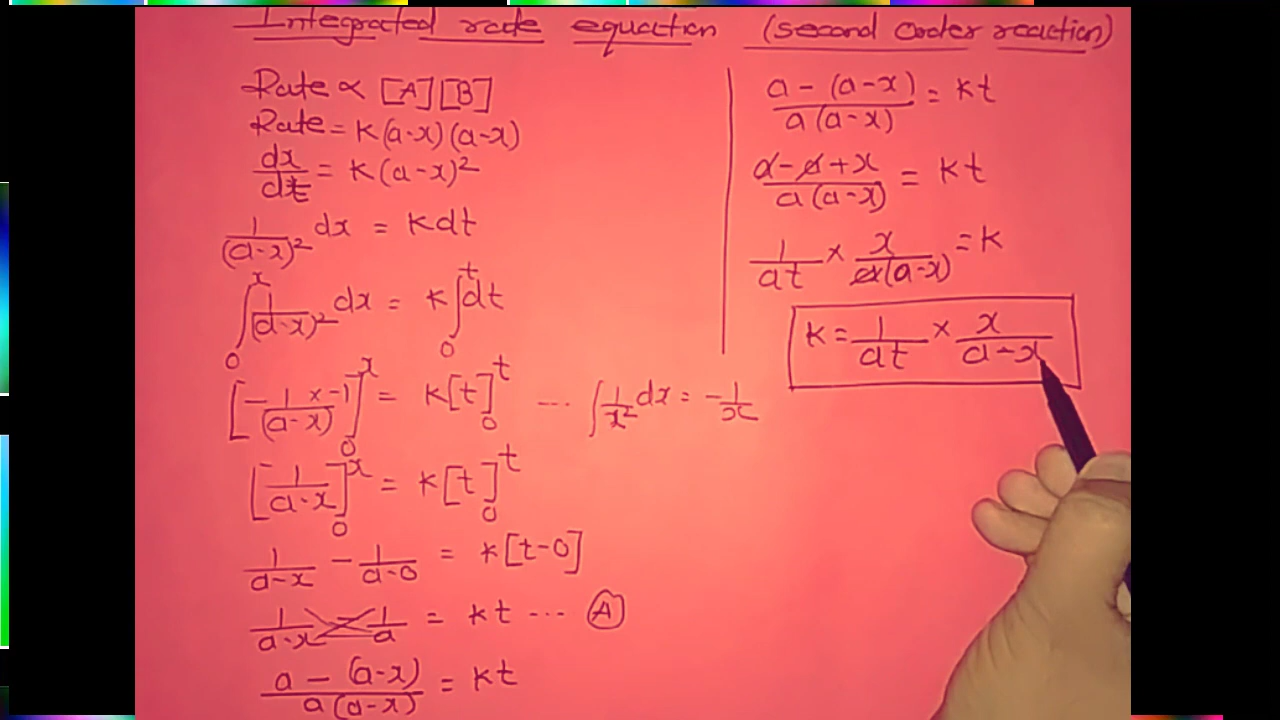 Integrated rate equation (second order reaction)
Rate ∝ [A][B]
Rate = K(a-x)(a-x)
dx/dt = K(a-x)²
1/(a-x)² dx = Kdt
∫₀ˣ 1/(a-x)² dx = K∫₀ᵗ dt
[-1/(a-x) × -1]₀ˣ = K[t]₀ᵗ ... ∫1/x² dx = -1/x
[1/a-x]₀ˣ = K[t]₀ᵗ
1/a-x - 1/a-0 = K[t-0]
1/a-x - 1/a = Kt ... Ⓐ
a - (a-x)/a(a-x) = Kt
a - (a-x)/a(a-x) = Kt
a - a + x/a(a-x) = Kt
1/at × x/a(a-x) = K
K = 1/at × x/a-x